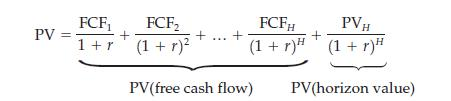 PV = FCF₁/(1 + r) + FCF₂/(1 + r)² + … + FCF_H/(1 + r)^H + PV_H/(1 + r)^H
PV(free cash flow) PV(horizon value)